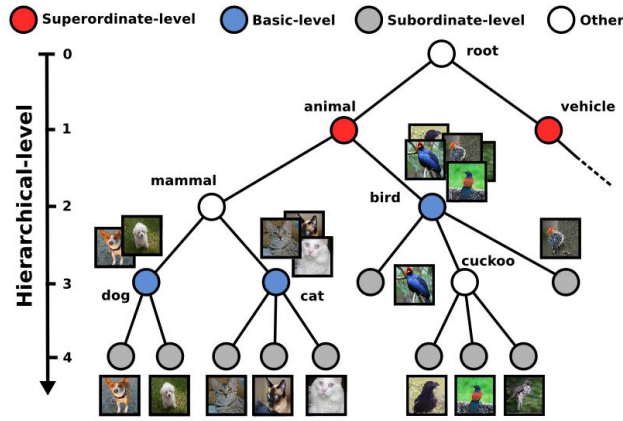 Superordinate-level Basic-level Subordinate-level Other
0
root
animal
vehicle
1
mammal
bird
2
cuckoo
3
dog
cat
4
Hierarchical-level